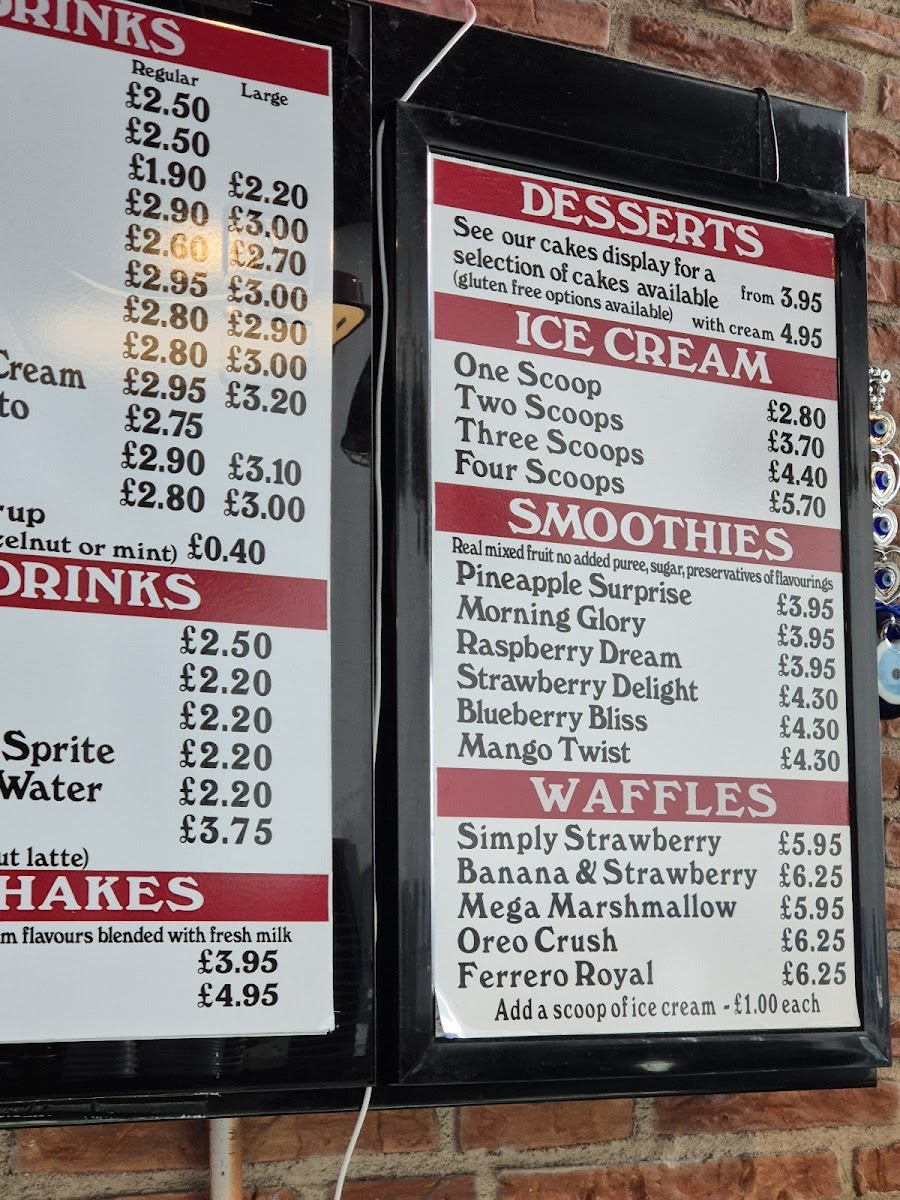 DRINKS
Regular Large
£2.50
£2.50
£1.90 £2.20
£2.90 £3.00
£2.60 £2.70
£2.95 £3.00
£2.80 £2.90
£2.80 £3.00
Cream £2.95 £3.20
to £2.75
£2.90 £3.10
£2.80 £3.00
rup
zelnut or mint) £0.40
DRINKS
£2.50
£2.20
£2.20
Sprite £2.20
Water £2.20
£3.75
ut latte)
HAKES
m flavours blended with fresh milk
£3.95
£4.95
DESSERTS
See our cakes display for a
selection of cakes available from 3.95
(gluten free options available) with cream 4.95
ICE CREAM
One Scoop £2.80
Two Scoops £3.70
Three Scoops £4.40
Four Scoops £5.70
SMOOTHIES
Real mixed fruit no added puree, sugar, preservatives of flavourings
Pineapple Surprise £3.95
Morning Glory £3.95
Raspberry Dream £3.95
Strawberry Delight £4.30
Blueberry Bliss £4.30
Mango Twist £4.30
WAFFLES
Simply Strawberry £5.95
Banana & Strawberry £6.25
Mega Marshmallow £5.95
Oreo Crush £6.25
Ferrero Royal £6.25
Add a scoop of ice cream - £1.00 each